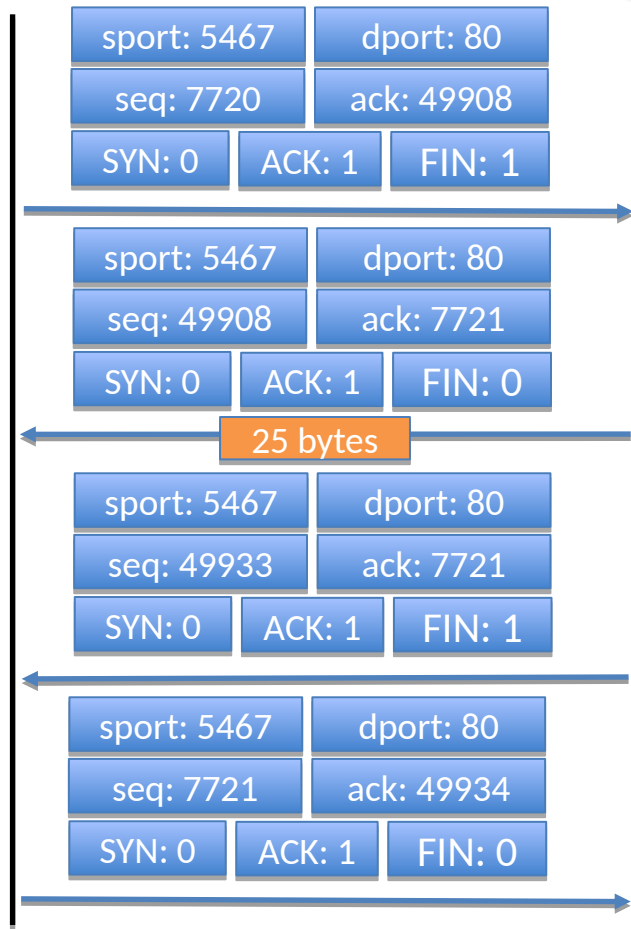 sport: 5467 dport: 80
seq: 7720 ack: 49908
SYN: 0 ACK: 1 FIN: 1
sport: 5467 dport: 80
seq: 49908 ack: 7721
SYN: 0 ACK: 1 FIN: 0
25 bytes
sport: 5467 dport: 80
seq: 49933 ack: 7721
SYN: 0 ACK: 1 FIN: 1
sport: 5467 dport: 80
seq: 7721 ack: 49934
SYN: 0 ACK: 1 FIN: 0